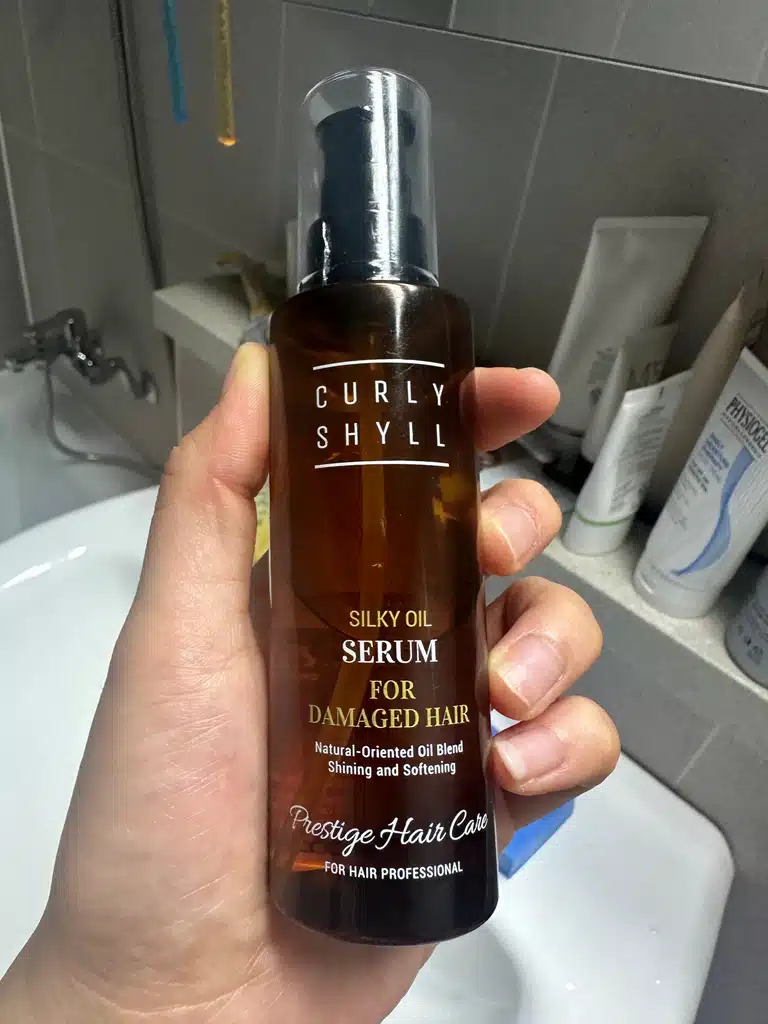 CURLY
SHYLL
SILKY OIL
SERUM
FOR
DAMAGED HAIR
Natural-Oriented Oil Blend
Shining and Softening
Prestige Hair Care
FOR HAIR PROFESSIONAL
PHYSIOGEL